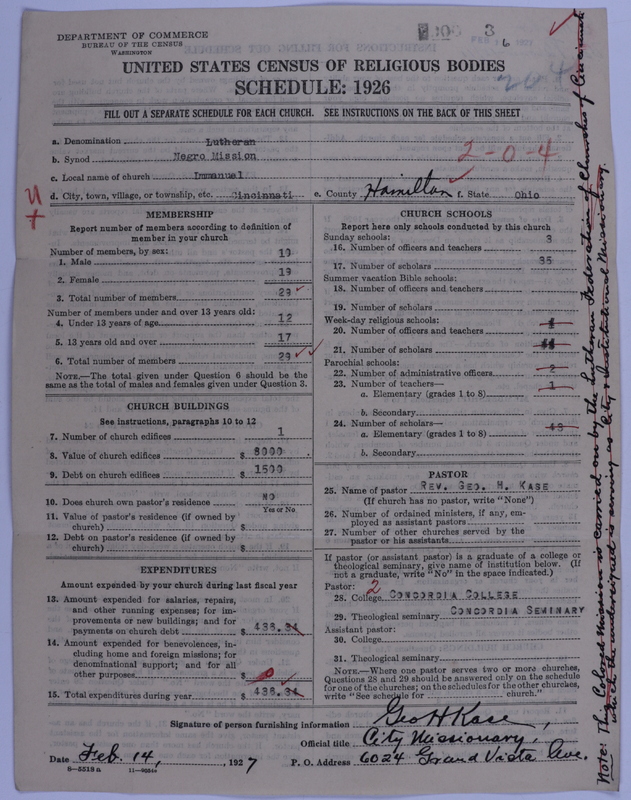 DEPARTMENT OF COMMERCE
BUREAU OF THE CENSUS
WASHINGTON
UNITED STATES CENSUS OF RELIGIOUS BODIES
SCHEDULE: 1926
FILL OUT A SEPARATE SCHEDULE FOR EACH CHURCH. SEE INSTRUCTIONS ON THE BACK OF THIS SHEET
a. Denomination Lutheran
b. Synod Negro Mission
2-0-4
c. Local name of church Immanuel
d. City, town, village, or township, etc. Cincinnati e. County Hamilton f. State Ohio
MEMBERSHIP
Report number of members according to definition of
member in your church
Number of members, by sex:
1. Male 10
2. Female 19
3. Total number of members 29
Number of members under and over 13 years old:
4. Under 13 years of age 12
5. 13 years old and over 17
6. Total number of members 29
NOTE.—The total given under Question 6 should be
same as the total of males and females given under Question 3.
CHURCH BUILDINGS
See instructions, paragraphs 10 to 12
7. Number of church edifices 1
8. Value of church edifices $ 8000
9. Debt on church edifices $ 1500
10. Does church own pastor's residence NO
Yes or No
11. Value of pastor's residence (if owned by
church) $
12. Debt on pastor's residence (if owned by
church) $
EXPENDITURES
Amount expended by your church during last fiscal year
13. Amount expended for salaries, repairs,
and other running expenses; for im-
provements or new buildings; and for
payments on church debt $ 438.34
14. Amount expended for benevolences, in-
cluding home and foreign missions; for
denominational support; and for all
other purposes $ 0
15. Total expenditures during year $ 438.34
CHURCH SCHOOLS
Report here only schools conducted by this church
Sunday schools:
16. Number of officers and teachers 3
17. Number of scholars 35
Summer vacation Bible schools:
18. Number of officers and teachers
19. Number of scholars
Week-day religious schools:
20. Number of officers and teachers
21. Number of scholars
Parochial schools:
22. Number of administrative officers 2
23. Number of teachers—
a. Elementary (grades 1 to 8) 1
b. Secondary
24. Number of scholars—
a. Elementary (grades 1 to 8)
b. Secondary
PASTOR
25. Name of pastor REV. GEO. H. KASE
(If church has no pastor, write "None")
26. Number of ordained ministers, if any, em-
ployed as assistant pastors
27. Number of other churches served by the
pastor or his assistants
If pastor (or assistant pastor) is a graduate of a college or
theological seminary, give name of institution below. (If
not a graduate, write "No" in the space indicated.)
Pastor: 2
28. College CONCORDIA COLLEGE
29. Theological seminary CONCORDIA SEMINARY
Assistant pastor:
30. College
31. Theological seminary
NOTE.—Where one pastor serves two or more churches,
Questions 28 and 29 should be answered only on the schedule
for one of the churches; on the schedules for the other churches,
write "See schedule for church."
Signature of person furnishing information Geo H Kase,
Official title City Missionary,
Date Feb. 14, 1927 P. O. Address 6024 Grand Vista Ave.
8—5519 a
Note: This Colored Mission is carried on by the Lutheran Federation of Churches of Cincinnati
which the undersigned is serving as City & Institutional Missionary.